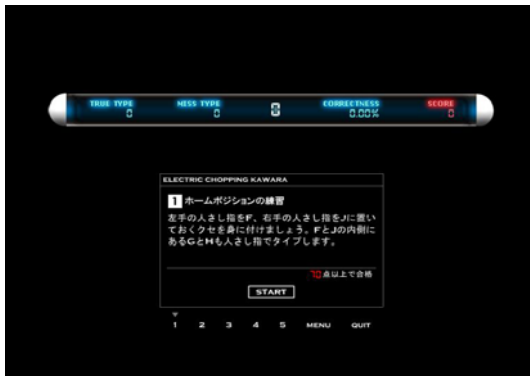 TRUE TYPE MISS TYPE CORRECTNESS SCORE
0 0 0 0.00% 0
ELECTRIC CHOPPING KAWARA
1 ホームポジションの練習
左手の人さし指をF、右手の人さし指をJに置い
ておくクセを身に付けましょう。FとJの内側に
あるGとHも人さし指でタイプします。
70点以上で合格
START
1 2 3 4 5 MENU QUIT